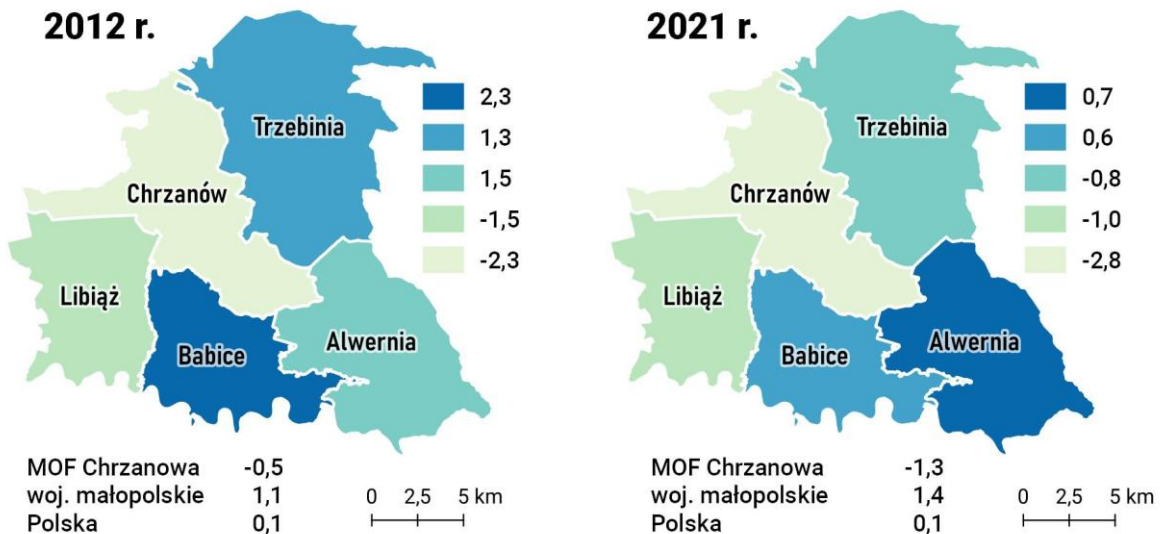 2012 r.
2,3
1,3
1,5
-1,5
-2,3
Trzebinia
Chrzanów
Libiąż
Babice
Alwernia
MOF Chrzanowa -0,5
woj. małopolskie 1,1
Polska 0,1
0 2,5 5 km
2021 r.
0,7
0,6
-0,8
-1,0
-2,8
Trzebinia
Chrzanów
Libiąż
Babice
Alwernia
MOF Chrzanowa -1,3
woj. małopolskie 1,4
Polska 0,1
0 2,5 5 km